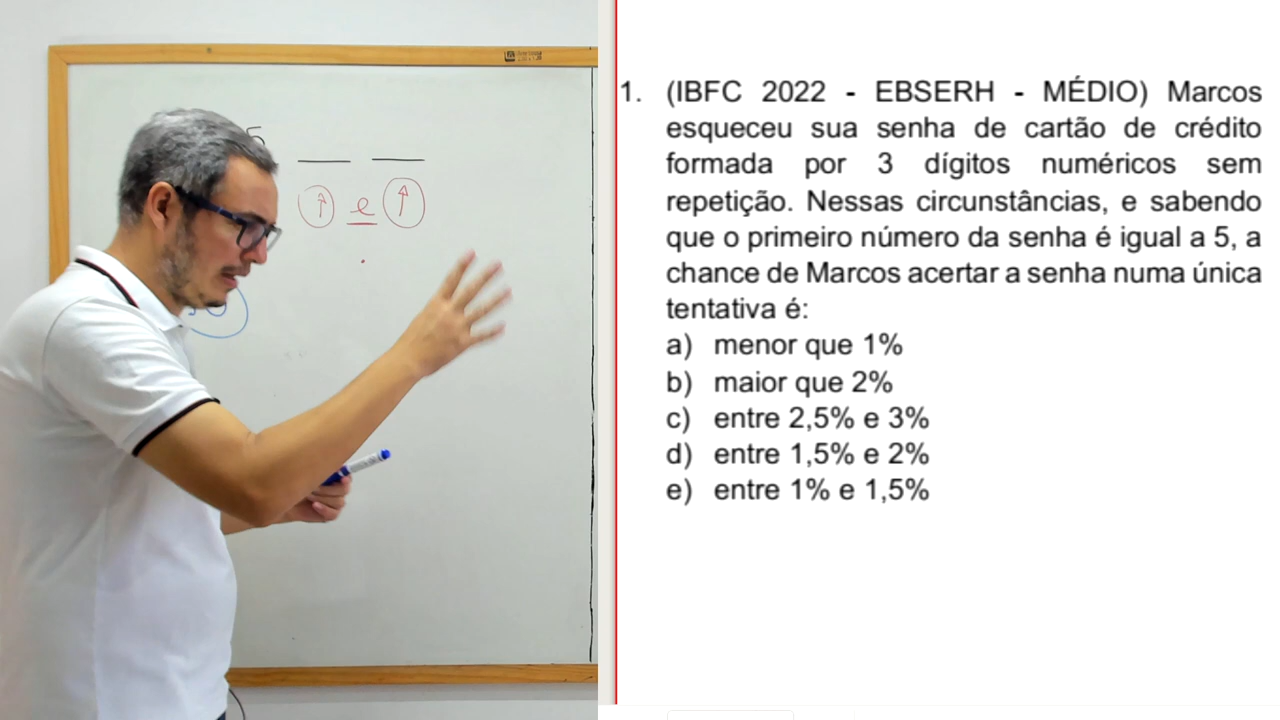 5
↑ e ↑
1. (IBFC 2022 - EBSERH - MÉDIO) Marcos
esqueceu sua senha de cartão de crédito
formada por 3 dígitos numéricos sem
repetição. Nessas circunstâncias, e sabendo
que o primeiro número da senha é igual a 5, a
chance de Marcos acertar a senha numa única
tentativa é:
a) menor que 1%
b) maior que 2%
c) entre 2,5% e 3%
d) entre 1,5% e 2%
e) entre 1% e 1,5%